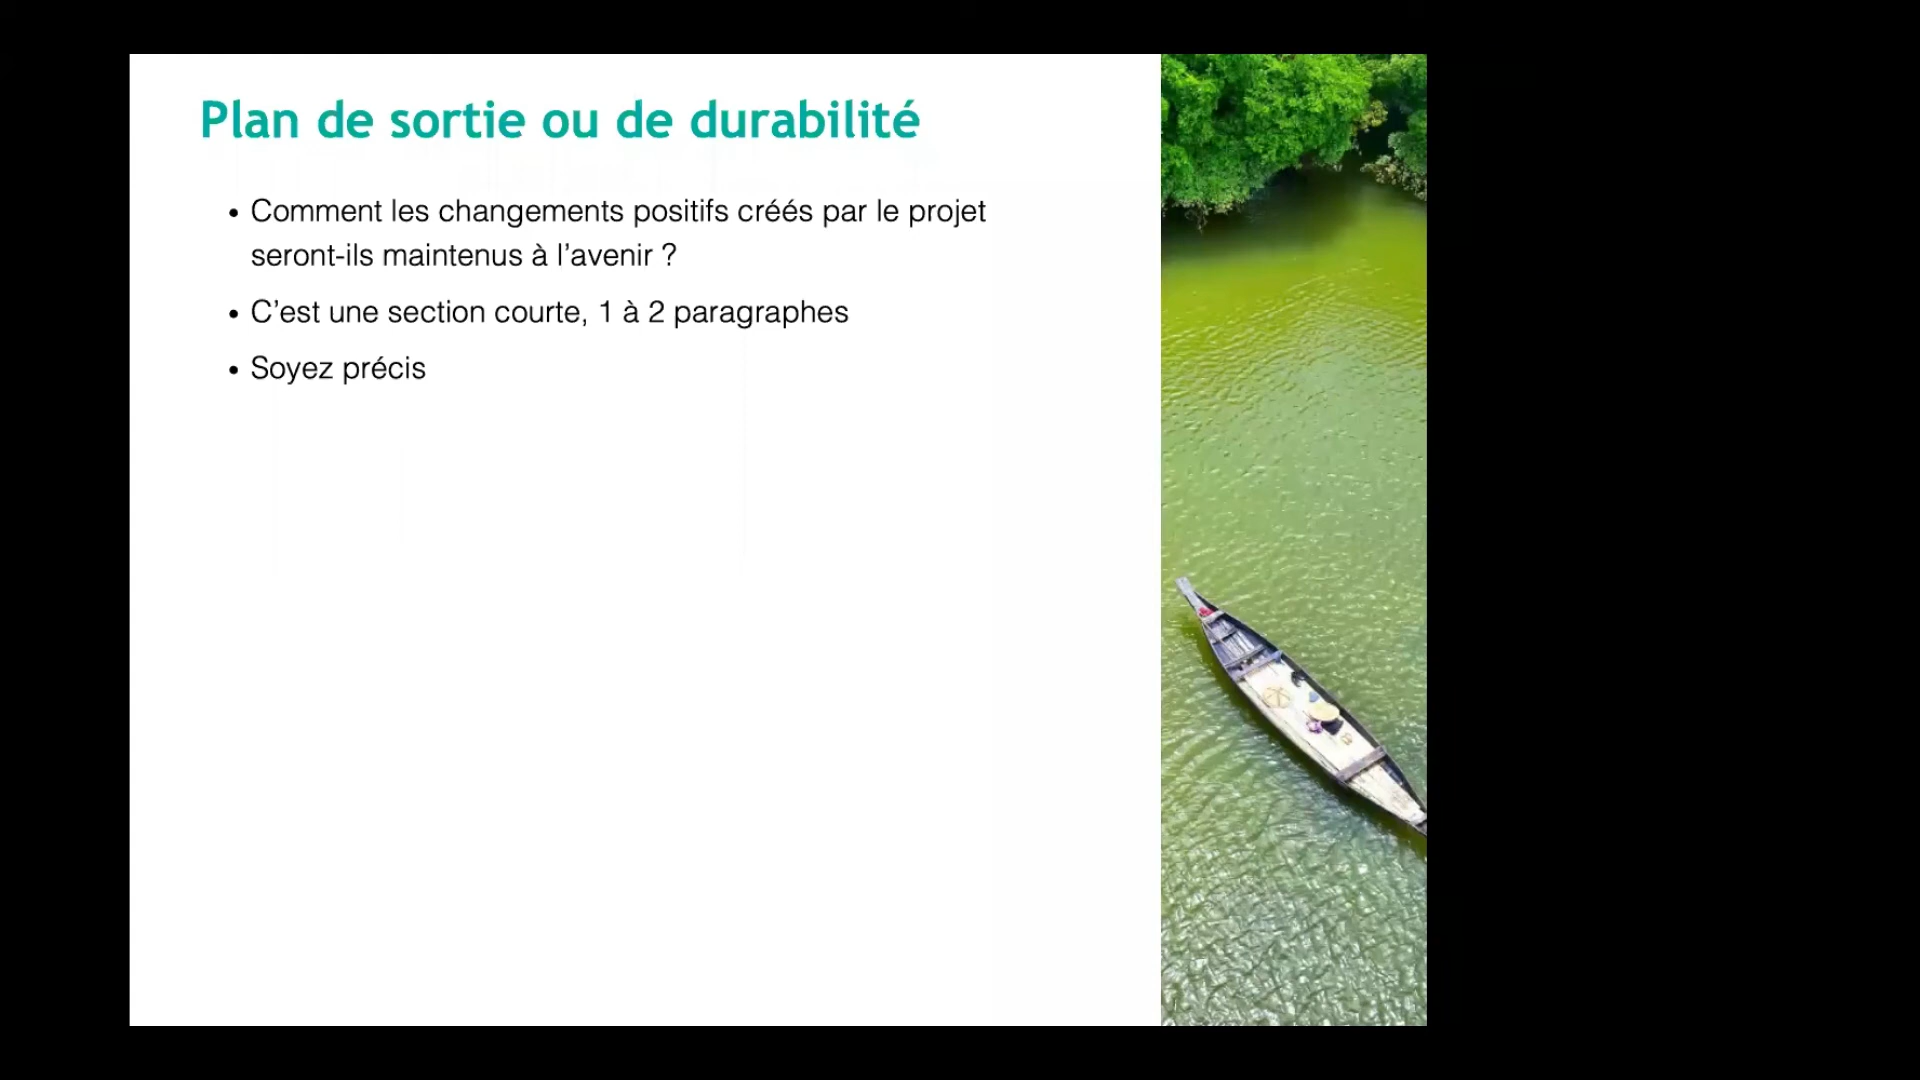 Plan de sortie ou de durabilité
• Comment les changements positifs créés par le projet
seront-ils maintenus à l’avenir ?
• C’est une section courte, 1 à 2 paragraphes
• Soyez précis